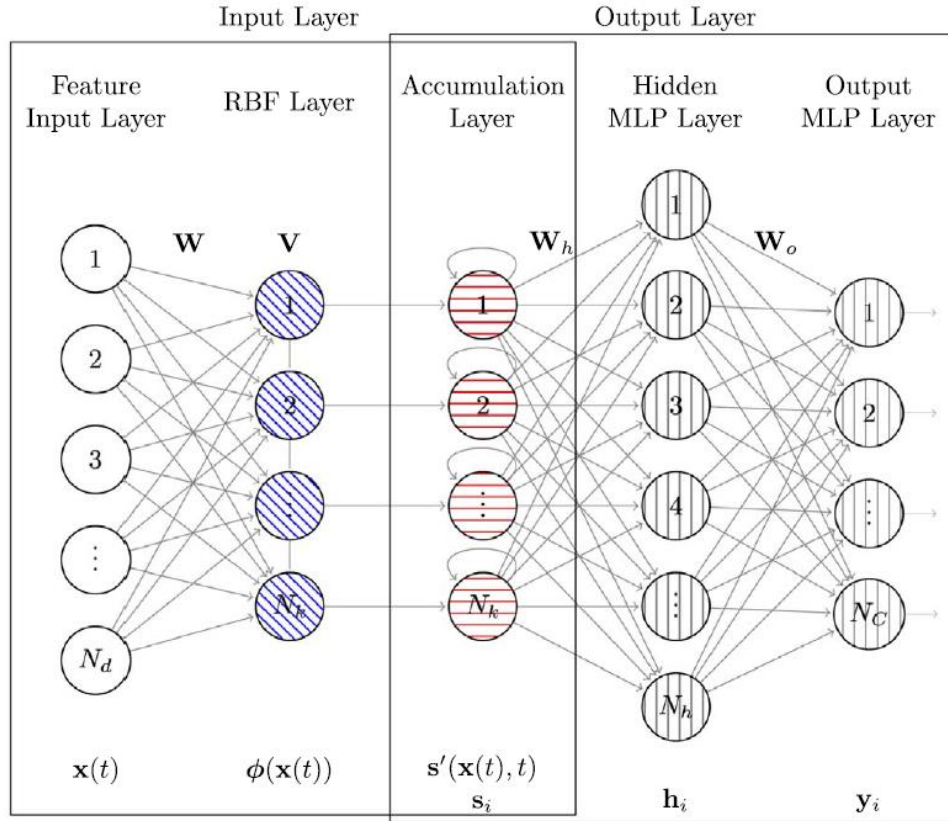 Input Layer
Output Layer
Feature
Input Layer
RBF Layer
Accumulation
Layer
Hidden
MLP Layer
Output
MLP Layer
W
V
W_h
W_o
1
2
3
⋮
N_d
1
2
⋮
N_k
1
2
⋮
N_k
1
2
3
4
⋮
N_h
1
2
⋮
N_C
x(t)
ϕ(x(t))
s′(x(t), t)
s_i
h_i
y_i